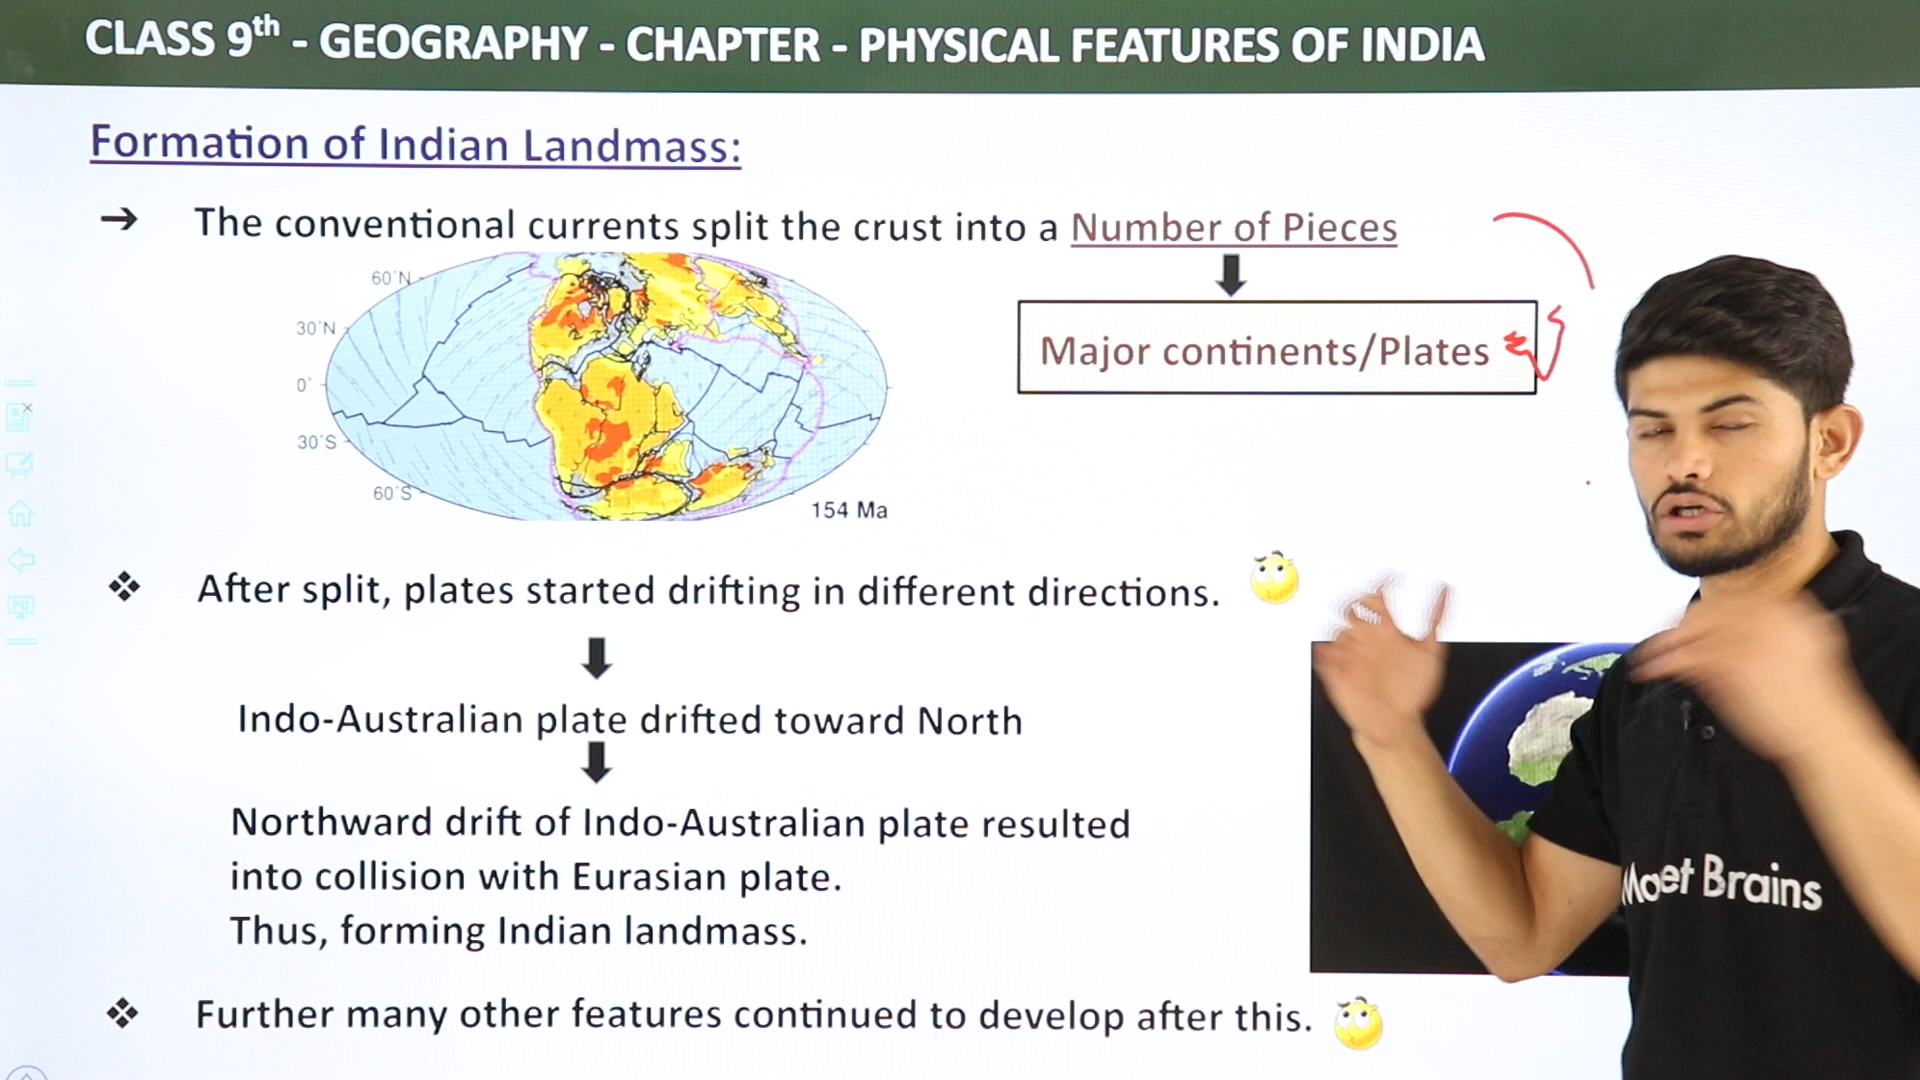 CLASS 9th - GEOGRAPHY - CHAPTER - PHYSICAL FEATURES OF INDIA
Formation of Indian Landmass:
➔ The conventional currents split the crust into a Number of Pieces
60°N
30°N
0°
30°S
60°S
154 Ma
Major continents/Plates
❖ After split, plates started drifting in different directions.
Indo-Australian plate drifted toward North
Northward drift of Indo-Australian plate resulted
into collision with Eurasian plate.
Thus, forming Indian landmass.
❖ Further many other features continued to develop after this.
Brains